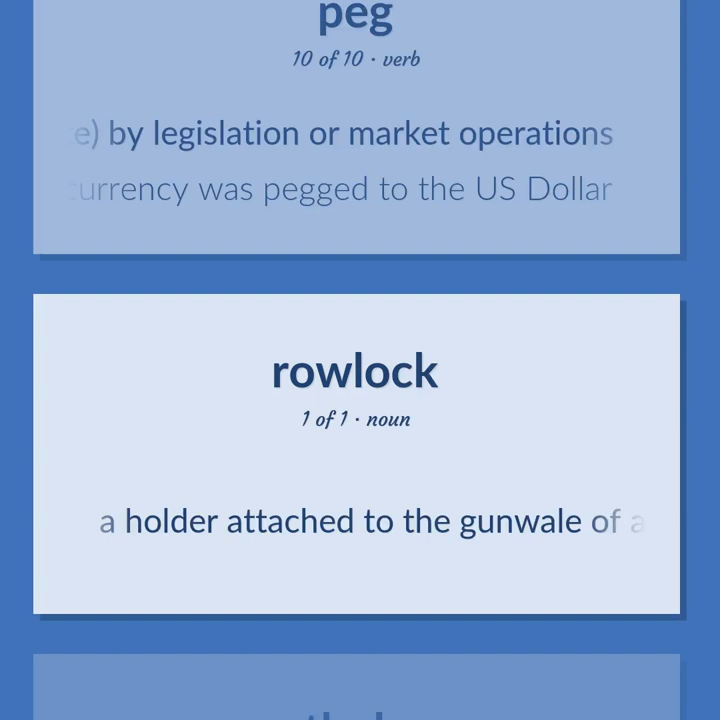 peg
10 of 10 · verb
by legislation or market operations
was pegged to the US Dollar
rowlock
1 of 1 · noun
a holder attached to the gunwale of a